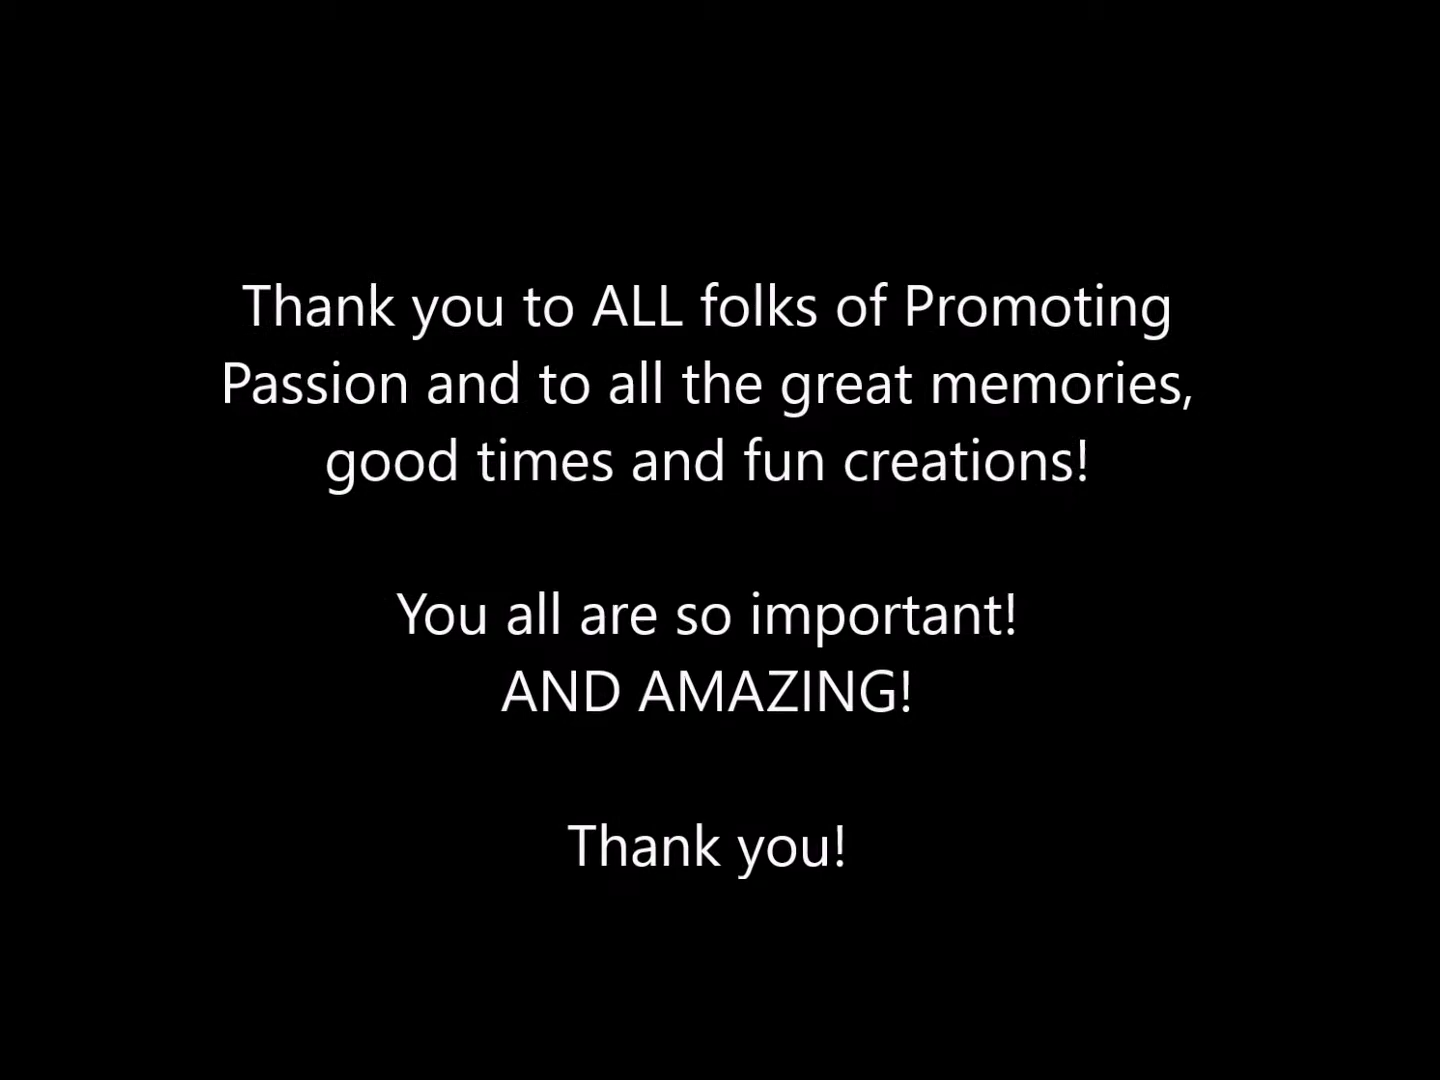 Thank you to ALL folks of Promoting
Passion and to all the great memories,
good times and fun creations!
You all are so important!
AND AMAZING!
Thank you!